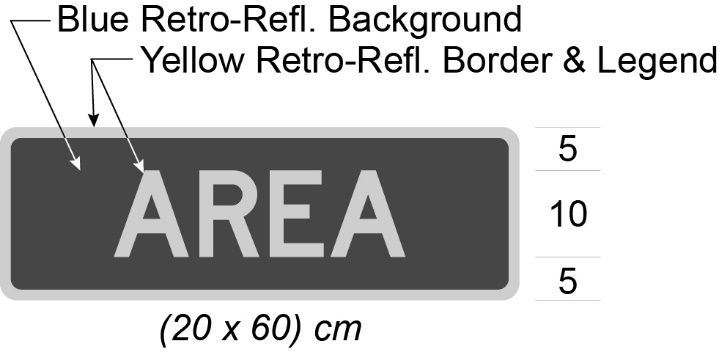 Blue Retro-Refl. Background
Yellow Retro-Refl. Border & Legend
AREA
5
10
5
(20 x 60) cm